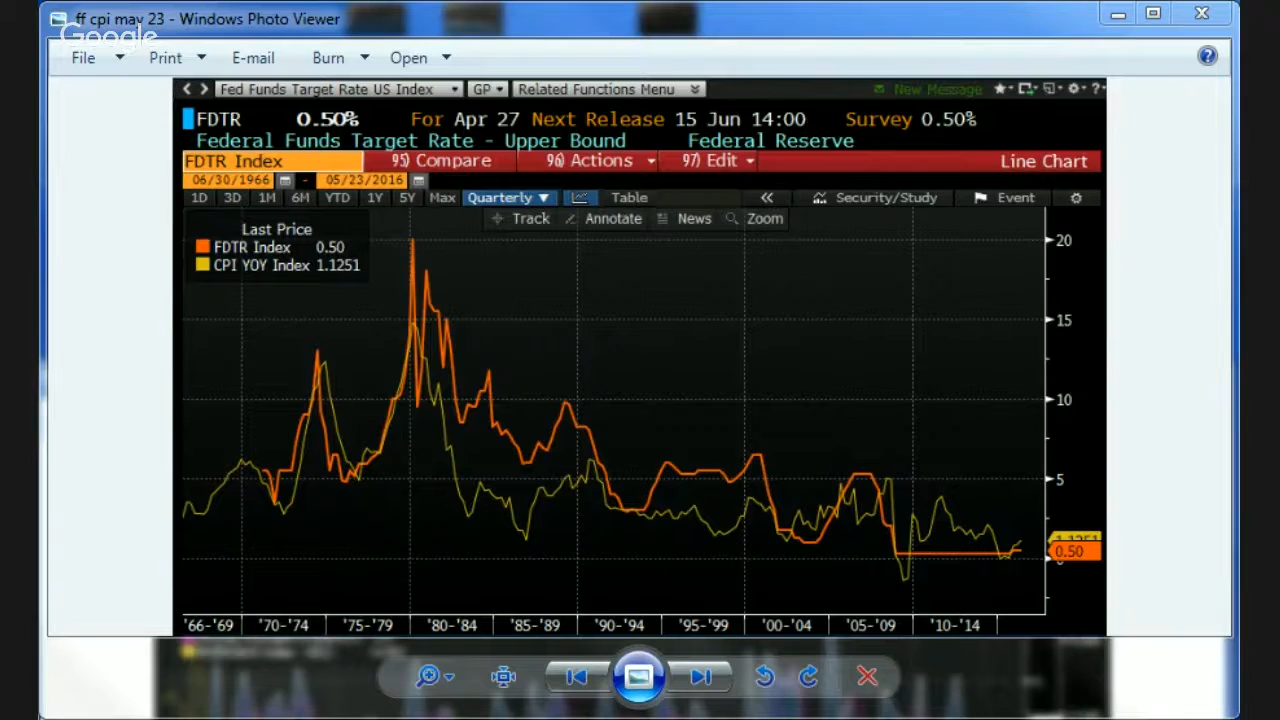 ff cpi may 23 - Windows Photo Viewer
Google
File Print E-mail Burn Open
Fed Funds Target Rate US Index GP Related Functions Menu New Message
FDTR 0.50% For Apr 27 Next Release 15 Jun 14:00 Survey 0.50%
Federal Funds Target Rate - Upper Bound Federal Reserve
FDTR Index 95) Compare 96) Actions 97) Edit Line Chart
06/30/1966 - 05/23/2016
1D 3D 1M 6M YTD 1Y 5Y Max Quarterly ▼ Table « Security/Study Event
Track Annotate News Zoom
Last Price
FDTR Index 0.50
CPI YOY Index 1.1251
20
15
10
5
1.1251
0.50
0
'66-'69 '70-'74 '75-'79 '80-'84 '85-'89 '90-'94 '95-'99 '00-'04 '05-'09 '10-'14